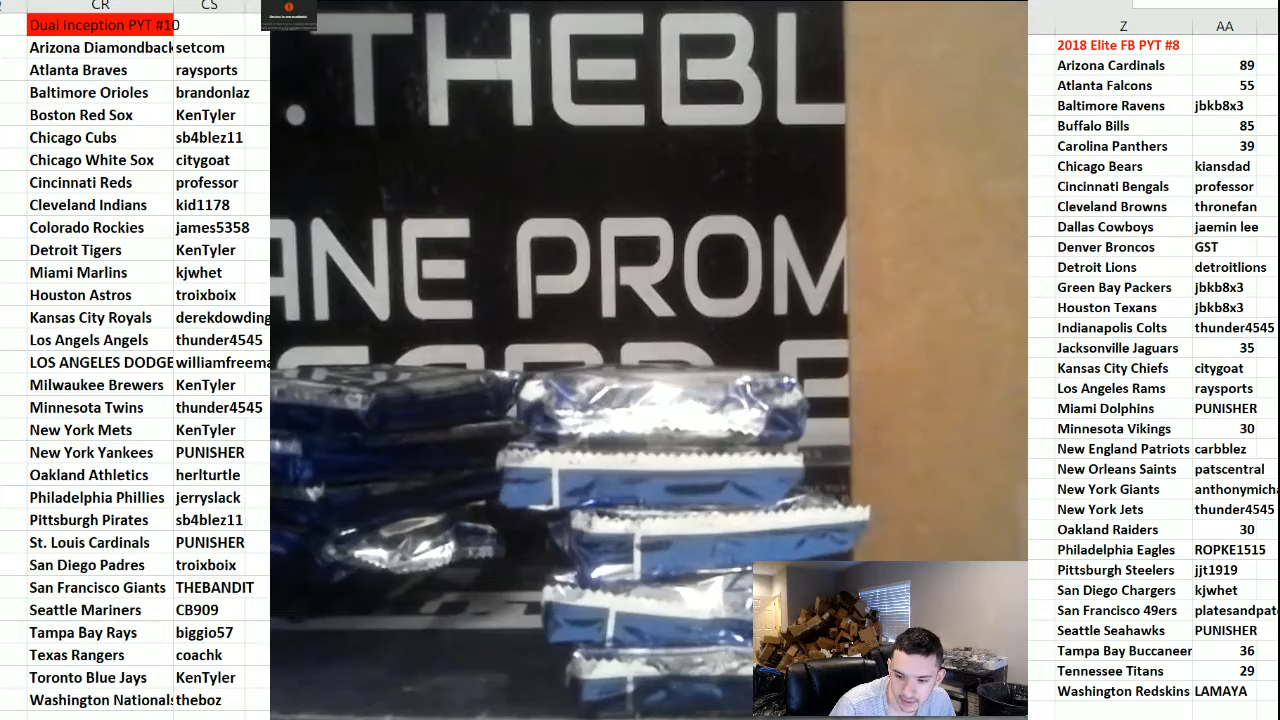 CR CS
Dual Inception PYT #10
Arizona Diamondback setcom
Atlanta Braves raysports
Baltimore Orioles brandonlaz
Boston Red Sox KenTyler
Chicago Cubs sb4blez11
Chicago White Sox citygoat
Cincinnati Reds professor
Cleveland Indians kid1178
Colorado Rockies james5358
Detroit Tigers KenTyler
Miami Marlins kjwhet
Houston Astros troixboix
Kansas City Royals derekdowding
Los Angels Angels thunder4545
LOS ANGELES DODGE williamfreema
Milwaukee Brewers KenTyler
Minnesota Twins thunder4545
New York Mets KenTyler
New York Yankees PUNISHER
Oakland Athletics herlturtle
Philadelphia Phillies jerryslack
Pittsburgh Pirates sb4blez11
St. Louis Cardinals PUNISHER
San Diego Padres troixboix
San Francisco Giants THEBANDIT
Seattle Mariners CB909
Tampa Bay Rays biggio57
Texas Rangers coachk
Toronto Blue Jays KenTyler
Washington Nationals theboz
.THEBL
ANE PROM
Z AA
2018 Elite FB PYT #8
Arizona Cardinals 89
Atlanta Falcons 55
Baltimore Ravens jbkb8x3
Buffalo Bills 85
Carolina Panthers 39
Chicago Bears kiansdad
Cincinnati Bengals professor
Cleveland Browns thronefan
Dallas Cowboys jaemin lee
Denver Broncos GST
Detroit Lions detroitlions
Green Bay Packers jbkb8x3
Houston Texans jbkb8x3
Indianapolis Colts thunder4545
Jacksonville Jaguars 35
Kansas City Chiefs citygoat
Los Angeles Rams raysports
Miami Dolphins PUNISHER
Minnesota Vikings 30
New England Patriots carbblez
New Orleans Saints patscentral
New York Giants anthonymicha
New York Jets thunder4545
Oakland Raiders 30
Philadelphia Eagles ROPKE1515
Pittsburgh Steelers jjt1919
San Diego Chargers kjwhet
San Francisco 49ers platesandpat
Seattle Seahawks PUNISHER
Tampa Bay Buccaneer 36
Tennessee Titans 29
Washington Redskins LAMAYA